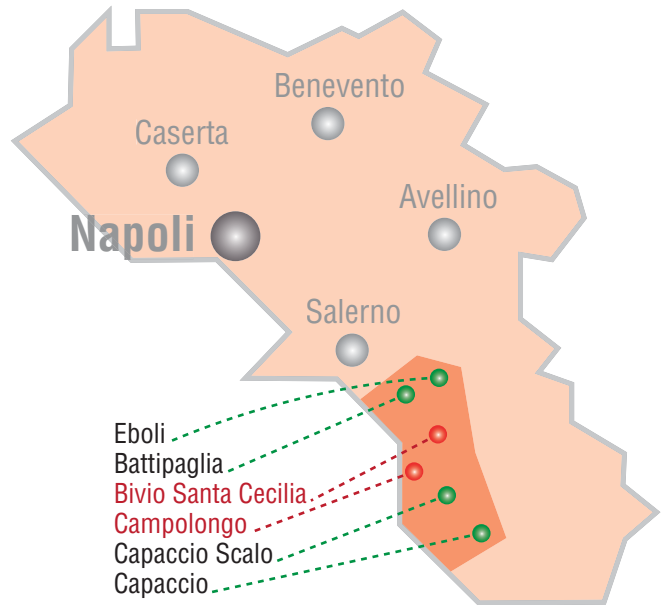 Benevento
Caserta
Avellino
Napoli
Salerno
Eboli
Battipaglia
Bivio Santa Cecilia
Campolongo
Capaccio Scalo
Capaccio